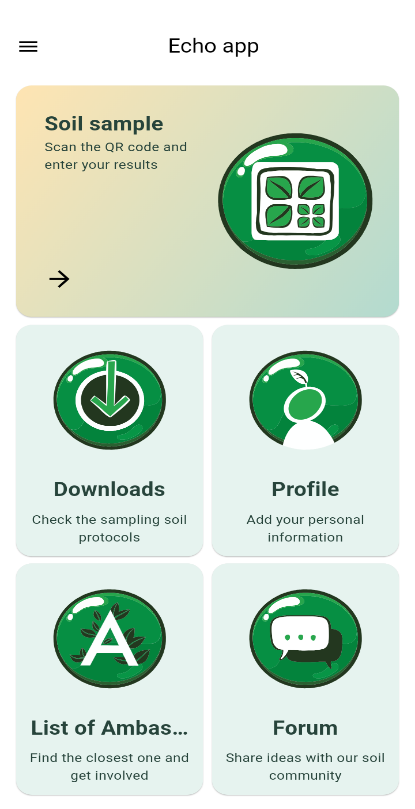 Echo app
Soil sample
Scan the QR code and
enter your results
Downloads
Check the sampling soil
protocols
Profile
Add your personal
information
List of Ambas...
Find the closest one and
get involved
Forum
Share ideas with our soil
community